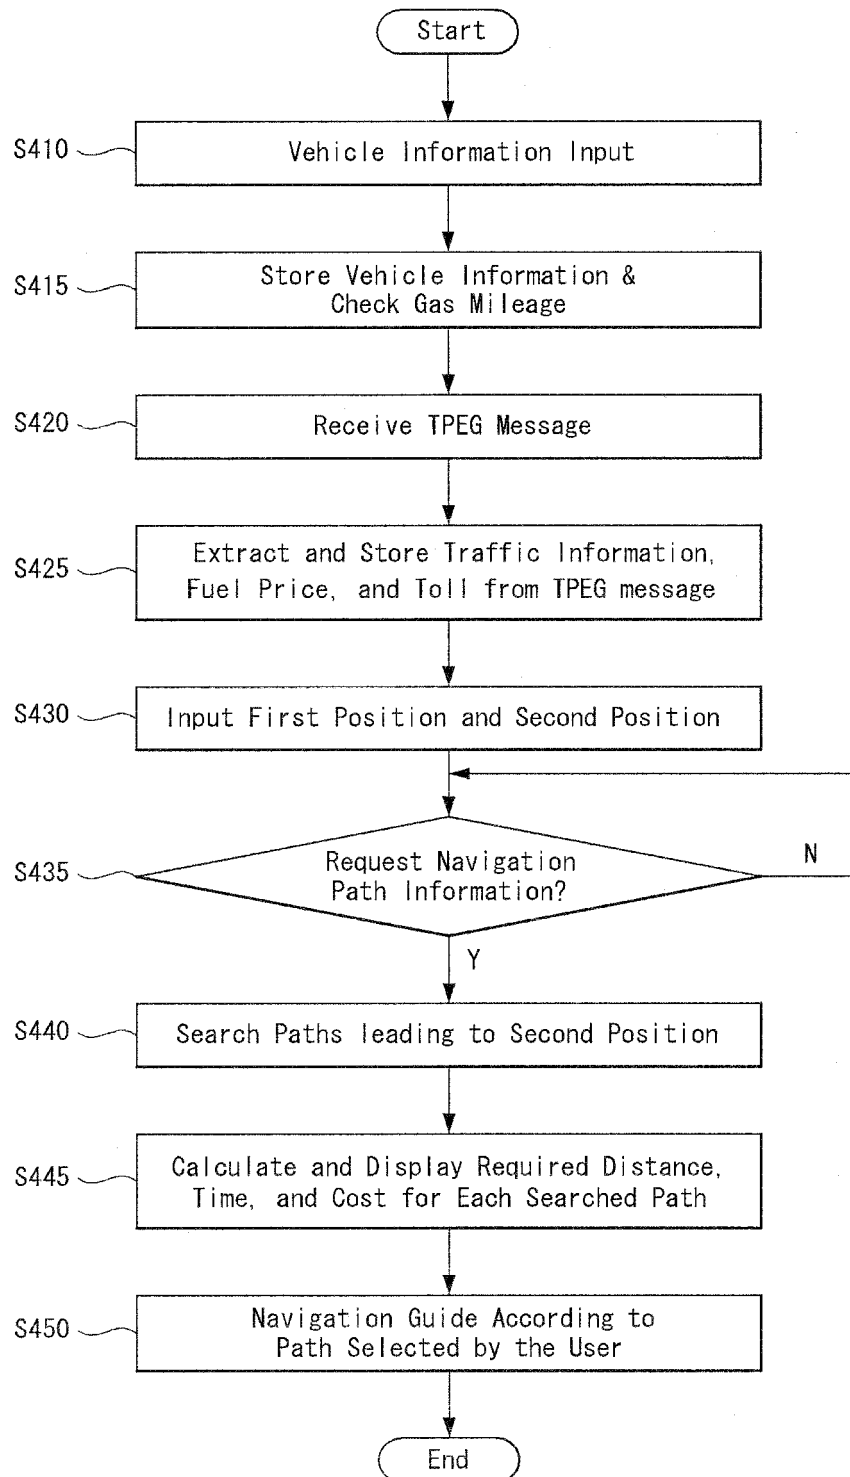 Start
S410
Vehicle Information Input
S415
Store Vehicle Information &
Check Gas Mileage
S420
Receive TPEG Message
S425
Extract and Store Traffic Information,
Fuel Price, and Toll from TPEG message
S430
Input First Position and Second Position
S435
Request Navigation
Path Information?
N
Y
S440
Search Paths leading to Second Position
S445
Calculate and Display Required Distance,
Time, and Cost for Each Searched Path
S450
Navigation Guide According to
Path Selected by the User
End